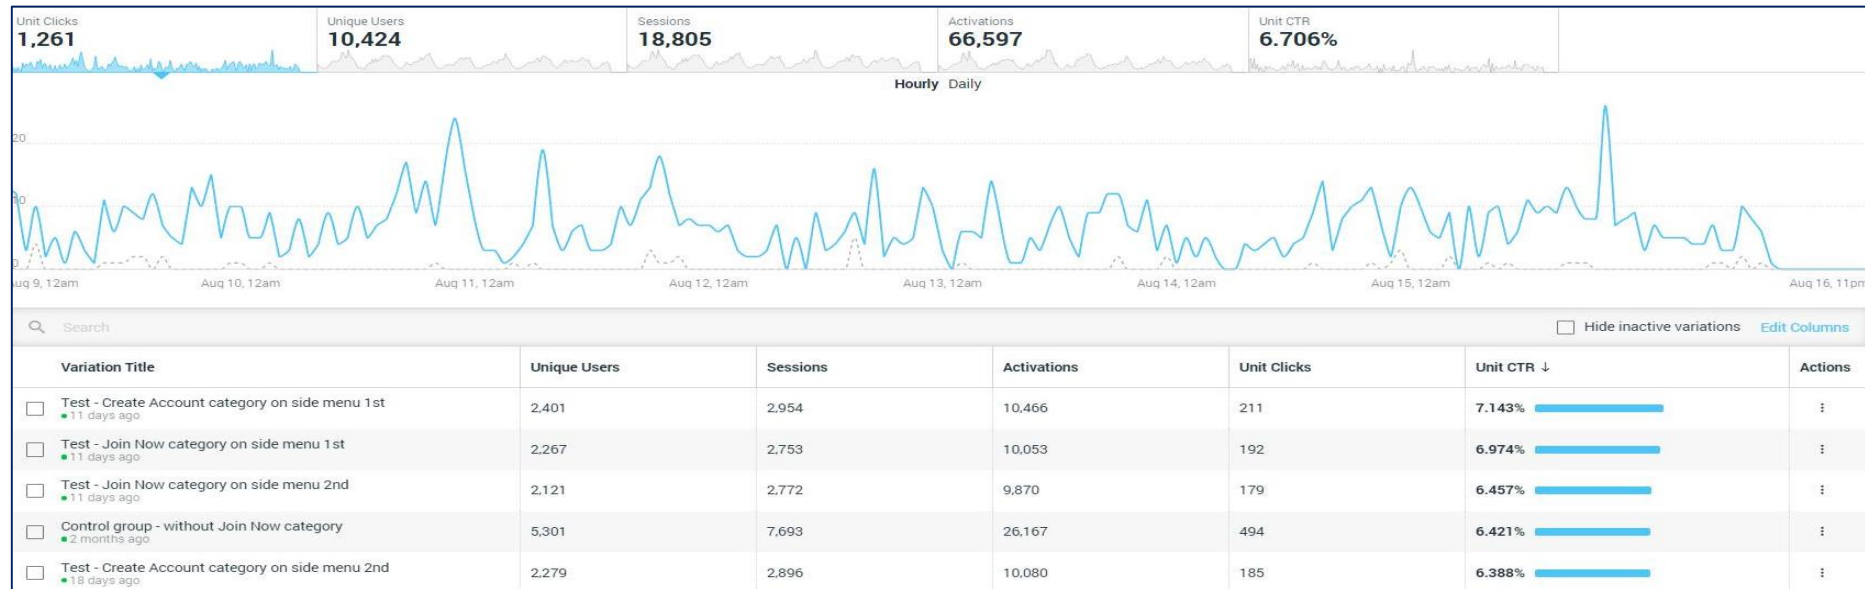 Unit Clicks Unique Users Sessions Activations Unit CTR
1,261 10,424 18,805 66,597 6.706%
Hourly Daily
20
10
0
Aug 9, 12am Aug 10, 12am Aug 11, 12am Aug 12, 12am Aug 13, 12am Aug 14, 12am Aug 15, 12am Aug 16, 11pm
Search Hide inactive variations Edit Columns
Variation Title Unique Users Sessions Activations Unit Clicks Unit CTR ↓ Actions
Test - Create Account category on side menu 1st 2,401 2,954 10,466 211 7.143%
11 days ago
Test - Join Now category on side menu 1st 2,267 2,753 10,053 192 6.974%
11 days ago
Test - Join Now category on side menu 2nd 2,121 2,772 9,870 179 6.457%
11 days ago
Control group - without Join Now category 5,301 7,693 26,167 494 6.421%
2 months ago
Test - Create Account category on side menu 2nd 2,279 2,896 10,080 185 6.388%
18 days ago